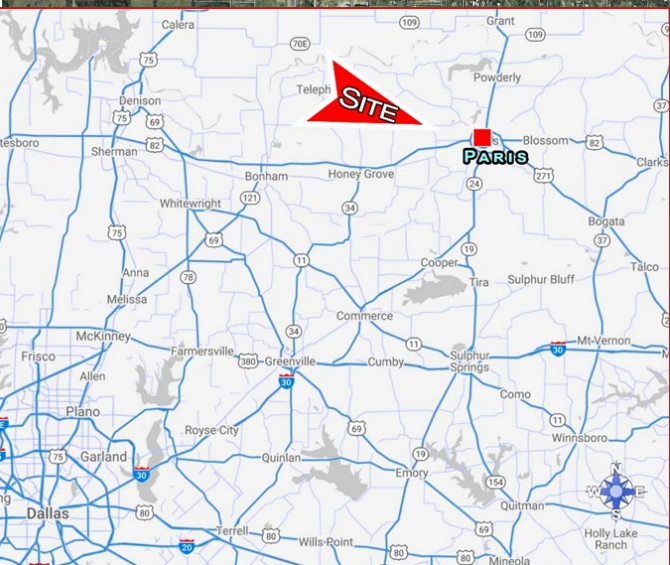 Calera
109
Grant
109
70E
75
Powderly
Teleph
SITE
37
Denison
75
69
tesboro
82
Sherman
s
Blossom
82
PARIS
Clarks
Bonham
Honey Grove
271
24
121
34
Whitewright
Bogata
75
69
19
37
11
Cooper
Talco
Anna
78
Tira
Sulphur Bluff
Melissa
Commerce
34
McKinney
11
Mt-Vernon
Frisco
Farmersville
380
Greenville
Cumby
Sulphur
Springs
30
M
Allen
30
Como
Plano
11
Royse City
69
Winnsboro
75
Garland
Quinlan
19
30
Emory
154
N
W
E
S
ng
Dallas
80
Quitman
Terrell
80
69
Holly Lake
Ranch
20
Wills-Point
80
80
Mineola